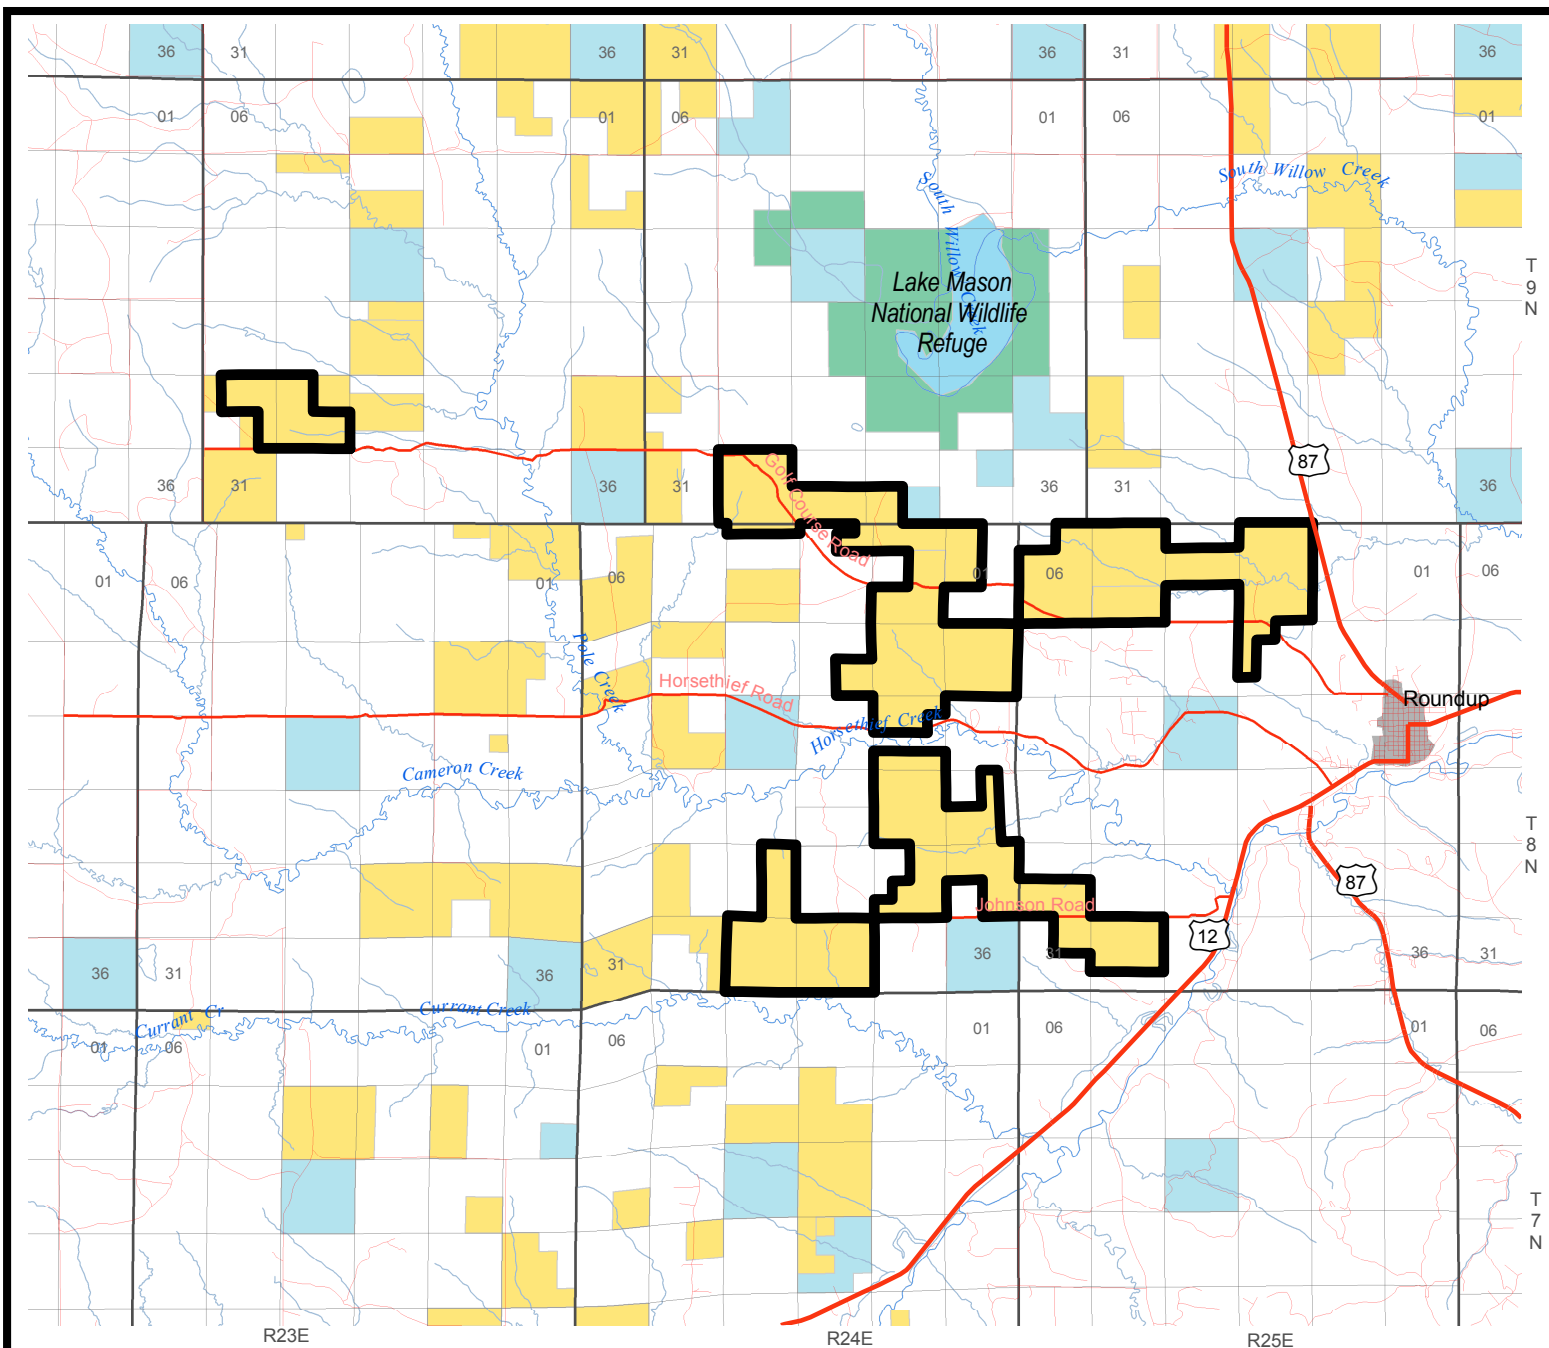 36
31
36
31
36
31
36
01
06
01
06
01
06
01
South Willow Creek
South Willow Creek
T
9
N
Lake Mason
National Wildlife
Refuge
87
Golf Course Road
36
31
36
31
36
31
36
01
06
01
06
01
06
01
06
Pole Creek
Horsethief Road
Roundup
Horsethief Creek
Cameron Creek
T
8
N
87
Johnson Road
12
36
31
36
31
36
31
36
31
Currant Cr
Currant Creek
01
06
01
06
01
06
01
06
T
7
N
R23E
R24E
R25E